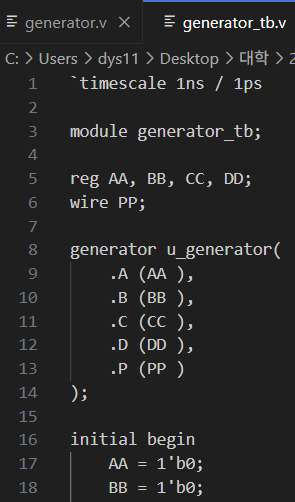 generator.v generator_tb.v
C: > Users > dys11 > Desktop > 대학 > 2
1 `timescale 1ns / 1ps
2
3 module generator_tb;
4
5 reg AA, BB, CC, DD;
6 wire PP;
7
8 generator u_generator(
9 .A (AA ),
10 .B (BB ),
11 .C (CC ),
12 .D (DD ),
13 .P (PP )
14 );
15
16 initial begin
17 AA = 1'b0;
18 BB = 1'b0;